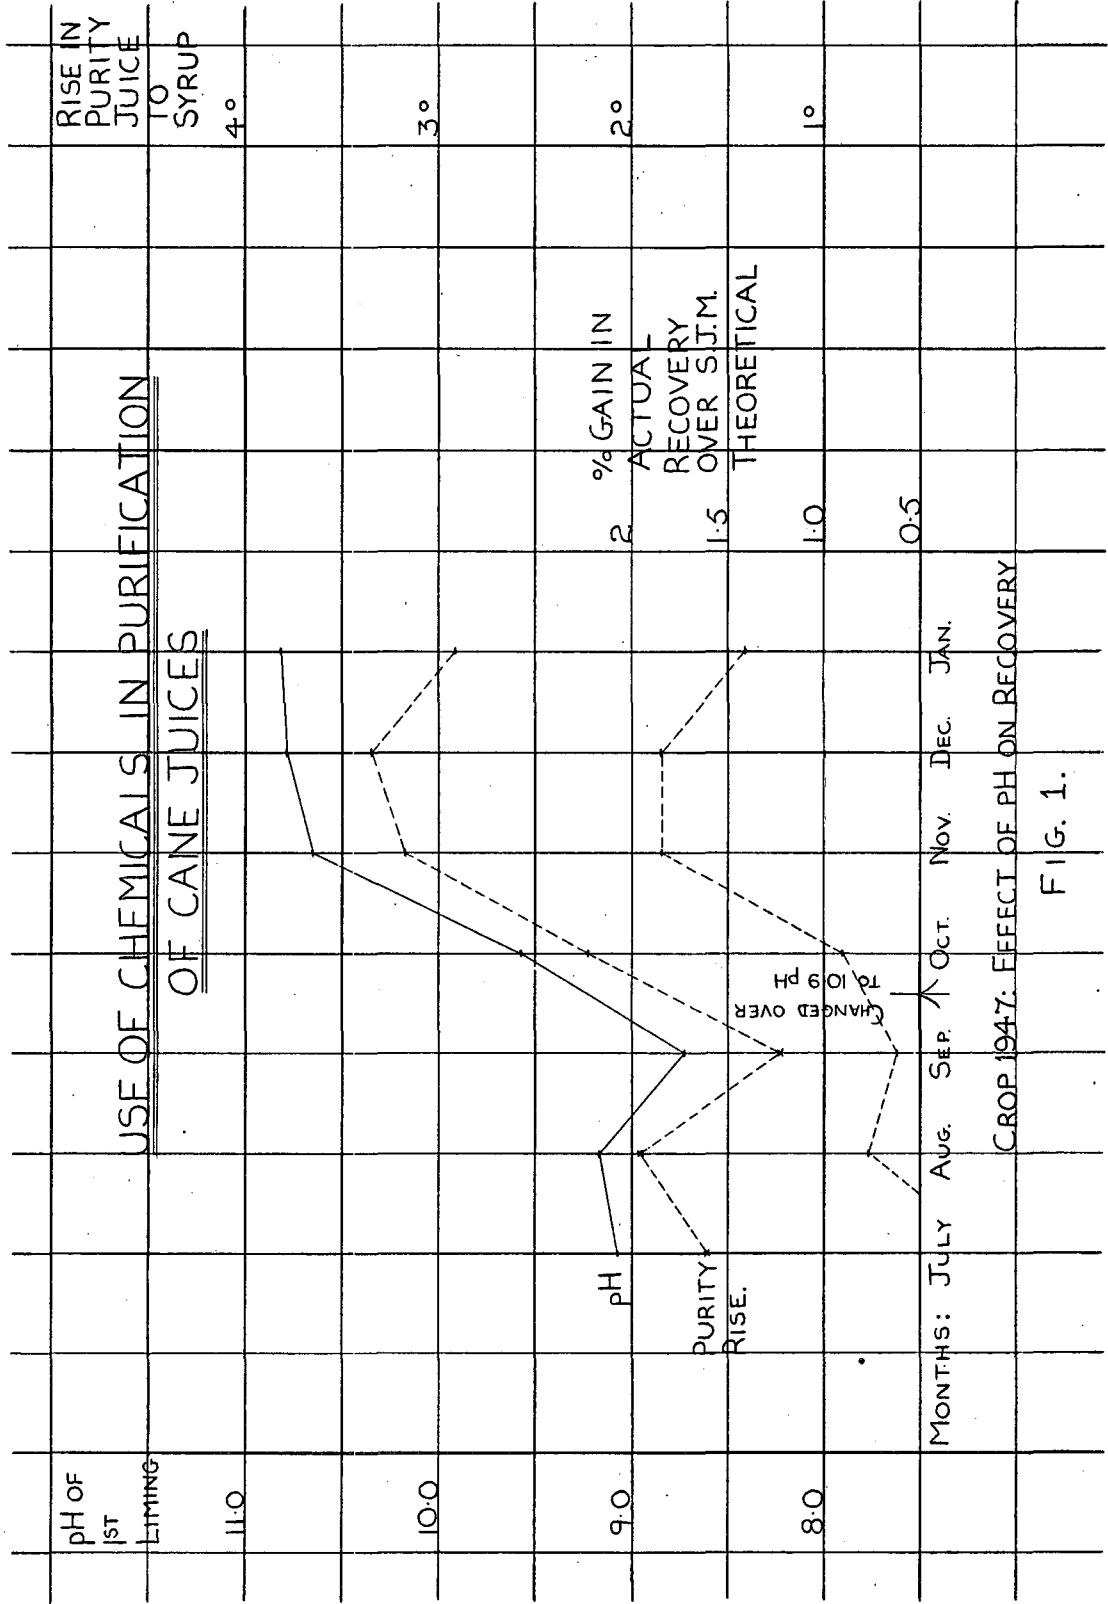 USE OF CHEMICALS IN PURIFICATION
OF CANE JUICES
pH OF
1ST
LIMING
11.0
10.0
9.0
8.0
RISE IN
PURITY
JUICE
TO
SYRUP
4°
3°
2°
1°
% GAIN IN
ACTUAL
RECOVERY
OVER S.J.M.
THEORETICAL
2
1.5
1.0
0.5
pH
PURITY
RISE.
CHANGED OVER
TO 10.9 pH
MONTHS: JULY AUG. SEP. OCT. NOV. DEC. JAN.
CROP 1947: EFFECT OF PH ON RECOVERY
FIG. 1.